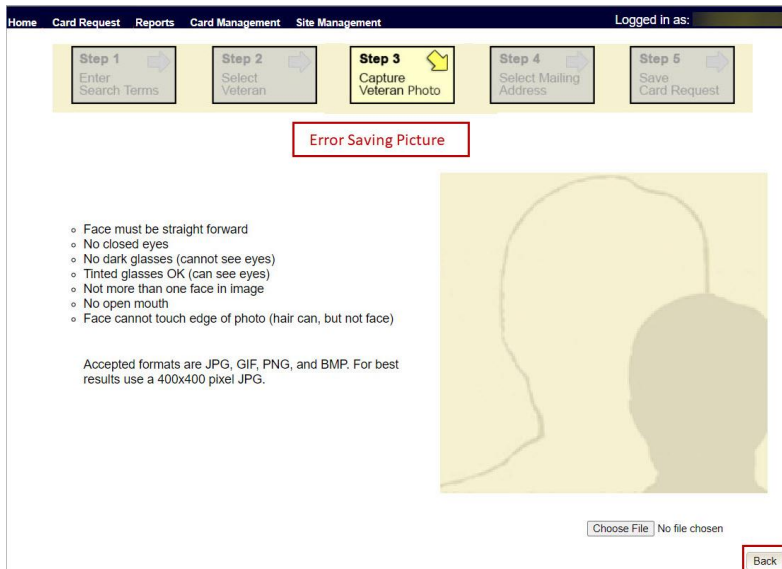 Home Card Request Reports Card Management Site Management Logged in as:
Step 1
Enter
Search Terms
Step 2
Select
Veteran
Step 3
Capture
Veteran Photo
Step 4
Select Mailing
Address
Step 5
Save
Card Request
Error Saving Picture
Face must be straight forward
No closed eyes
No dark glasses (cannot see eyes)
Tinted glasses OK (can see eyes)
Not more than one face in image
No open mouth
Face cannot touch edge of photo (hair can, but not face)
Accepted formats are JPG, GIF, PNG, and BMP. For best
results use a 400x400 pixel JPG.
Choose File No file chosen
Back